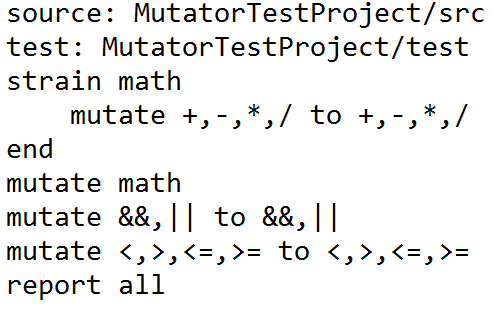 source: MutatorTestProject/src
test: MutatorTestProject/test
strain math
    mutate +,-,*,/ to +,-,*,/
end
mutate math
mutate &&,|| to &&,||
mutate <,>,<=,>= to <,>,<=,>=
report all